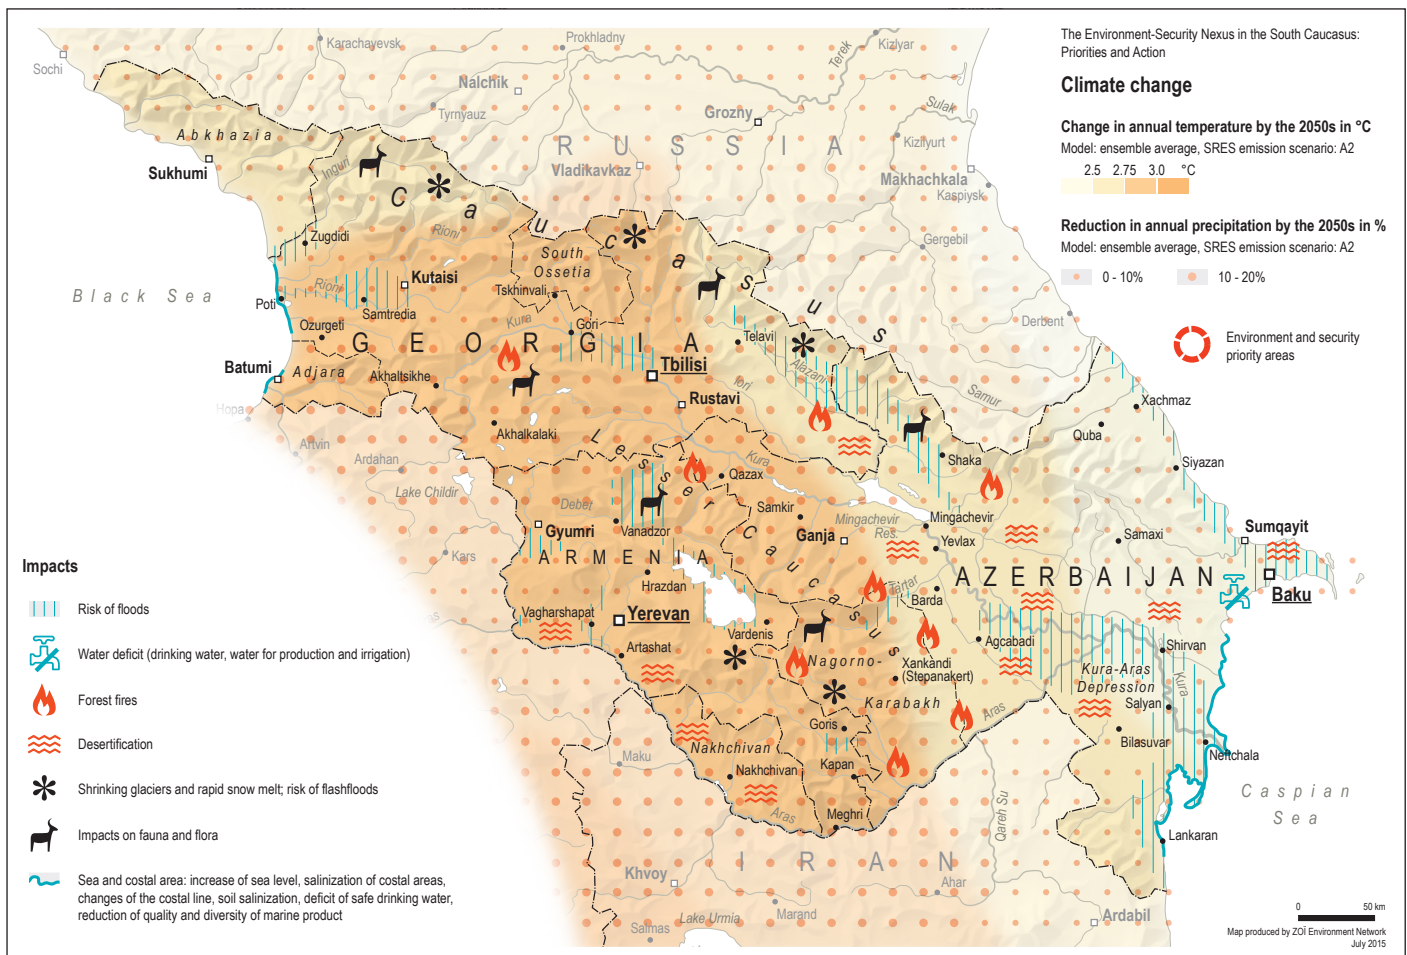 The Environment-Security Nexus in the South Caucasus:
Priorities and Action
Climate change
Change in annual temperature by the 2050s in °C
Model: ensemble average, SRES emission scenario: A2
2.5 2.75 3.0 °C
Reduction in annual precipitation by the 2050s in %
Model: ensemble average, SRES emission scenario: A2
0 - 10%
10 - 20%
Environment and security
priority areas
Sochi
Karachayevsk
Prokhladny
Kizlyar
Terek
Nalchik
Tyrnyauz
Grozny
Sulak
Kizilyurt
RUSSIA
Vladikavkaz
Makhachkala
Kaspiysk
Gergebil
Derbent
Samur
Abkhazia
Sukhumi
Inguri
Caucasus
Zugdidi
Rioni
Kutaisi
Rioni
South
Ossetia
Tskhinvali
Black Sea
Poti
Samtredia
Ozurgeti
Kura
Gori
GEORGIA
Telavi
Alazani
Iori
Tbilisi
Batumi
Adjara
Akhaltsikhe
Rustavi
Hopa
Artvin
Akhalkalaki
Ardahan
Lake Childir
Kars
Lesser Caucasus
Kura
Qazax
Shaka
Xachmaz
Quba
Siyazan
Debet
Gyumri
Vanadzor
Samkir
Ganja
Mingachevir
Res.
Mingachevir
Yevlax
Samaxi
Sumqayit
ARMENIA
Hrazdan
AZERBAIJAN
Baku
Tartar
Barda
Vagharshapat
Yerevan
Vardenis
Artashat
Agcabadi
Shirvan
Nagorno-
Karabakh
Xankandi
(Stepanakert)
Kura-Aras
Depression
Kura
Salyan
Aras
Goris
Bilasuvar
Neftchala
Nakhchivan
Nakhchivan
Kapan
Maku
Meghri
Aras
Qareh Su
Caspian
Sea
Lankaran
IRAN
Khvoy
Ahar
Marand
Lake Urmia
Salmas
Ardabil
Impacts
Risk of floods
Water deficit (drinking water, water for production and irrigation)
Forest fires
Desertification
Shrinking glaciers and rapid snow melt; risk of flashfloods
Impacts on fauna and flora
Sea and costal area: increase of sea level, salinization of costal areas,
changes of the costal line, soil salinization, deficit of safe drinking water,
reduction of quality and diversity of marine product
0 50 km
Map produced by ZOÏ Environment Network
July 2015